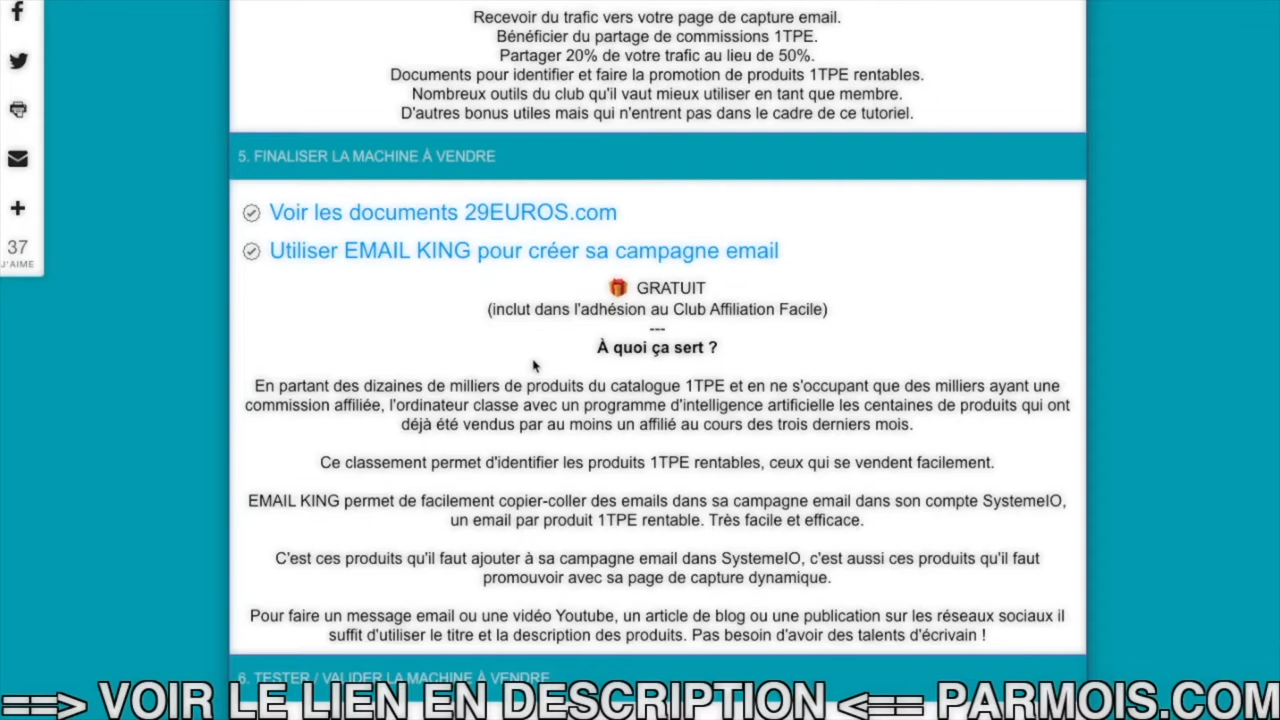 Recevoir du trafic vers votre page de capture email.
Bénéficier du partage de commissions 1TPE.
Partager 20% de votre trafic au lieu de 50%.
Documents pour identifier et faire la promotion de produits 1TPE rentables.
Nombreux outils du club qu'il vaut mieux utiliser en tant que membre.
D'autres bonus utiles mais qui n'entrent pas dans le cadre de ce tutoriel.
5. FINALISER LA MACHINE À VENDRE
37
J'AIME
Voir les documents 29EUROS.com
Utiliser EMAIL KING pour créer sa campagne email
GRATUIT
(inclut dans l'adhésion au Club Affiliation Facile)
---
À quoi ça sert ?
En partant des dizaines de milliers de produits du catalogue 1TPE et en ne s'occupant que des milliers ayant une
commission affiliée, l'ordinateur classe avec un programme d'intelligence artificielle les centaines de produits qui ont
déjà été vendus par au moins un affilié au cours des trois derniers mois.
Ce classement permet d'identifier les produits 1TPE rentables, ceux qui se vendent facilement.
EMAIL KING permet de facilement copier-coller des emails dans sa campagne email dans son compte SystemeIO,
un email par produit 1TPE rentable. Très facile et efficace.
C'est ces produits qu'il faut ajouter à sa campagne email dans SystemeIO, c'est aussi ces produits qu'il faut
promouvoir avec sa page de capture dynamique.
Pour faire un message email ou une vidéo Youtube, un article de blog ou une publication sur les réseaux sociaux il
suffit d'utiliser le titre et la description des produits. Pas besoin d'avoir des talents d'écrivain !
6. TESTER / VALIDER LA MACHINE À VENDRE
==> VOIR LE LIEN EN DESCRIPTION <== PARMOIS.COM